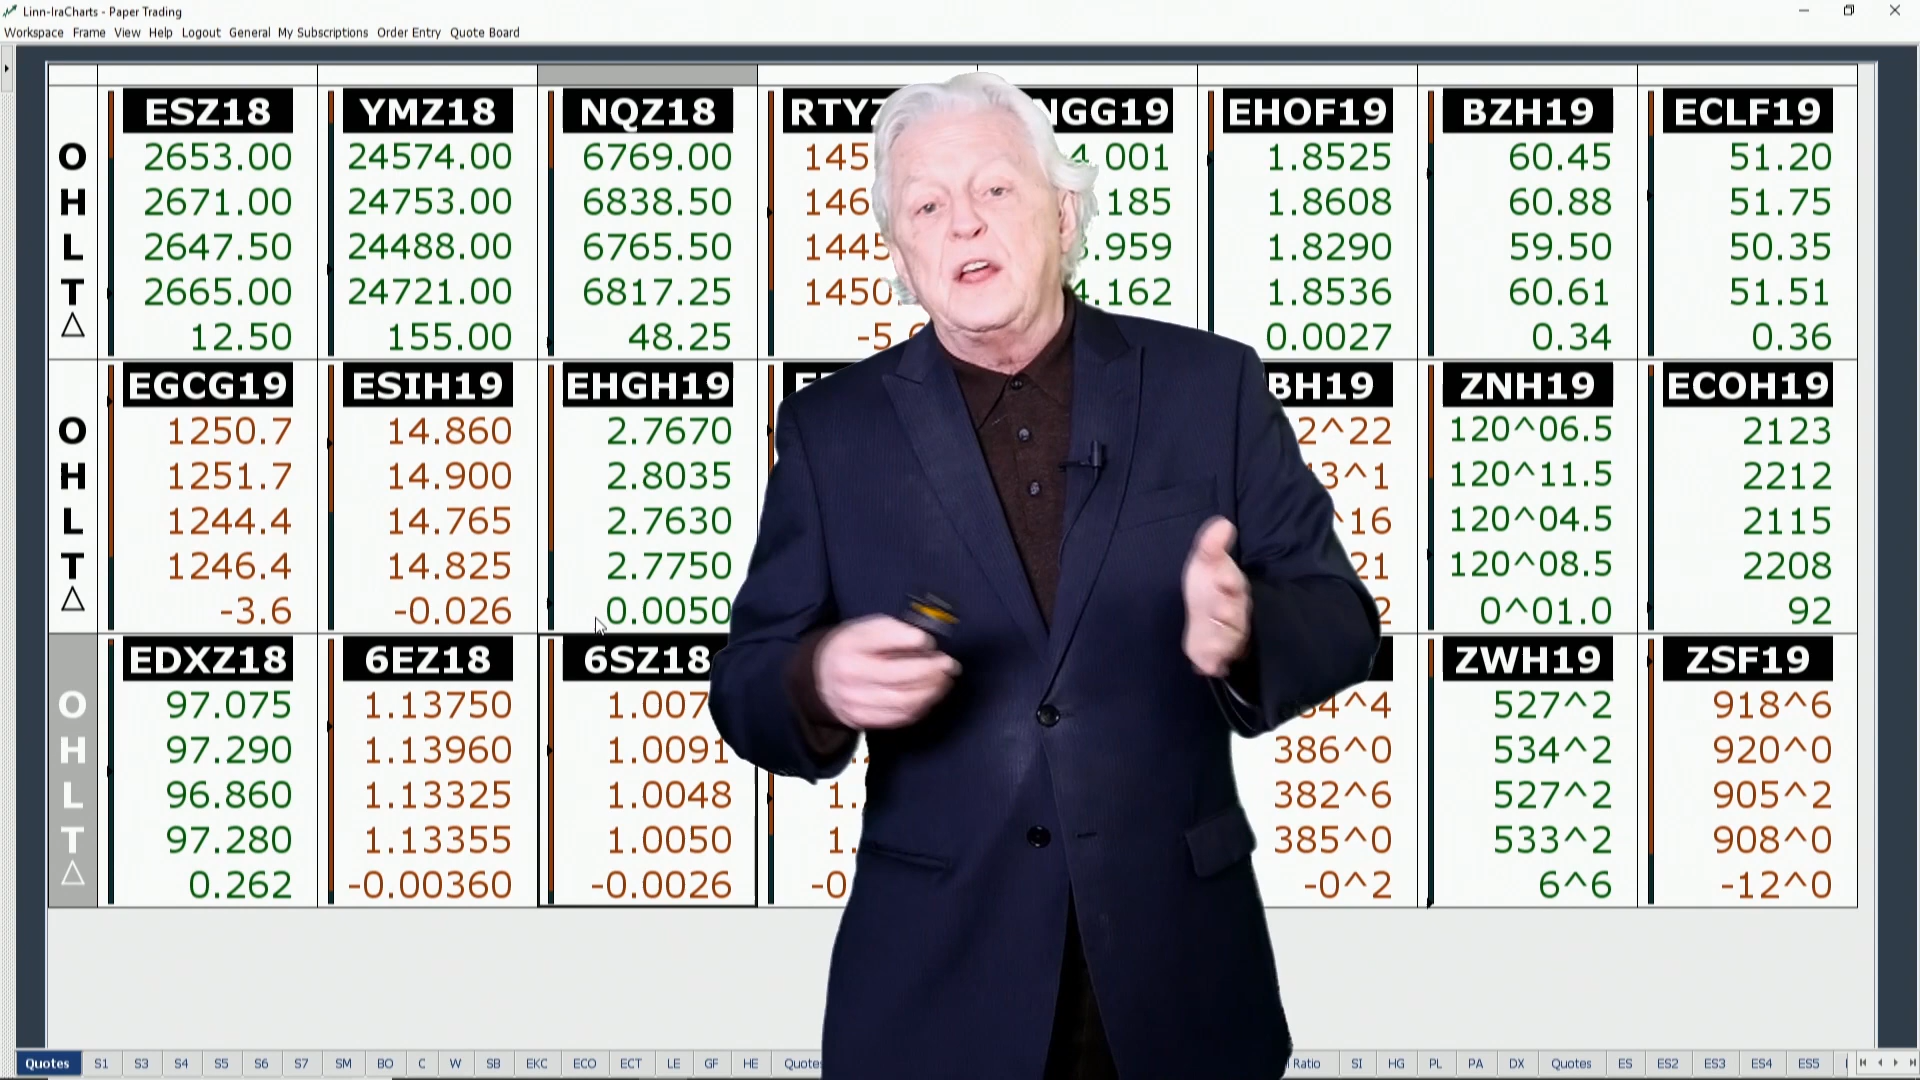 Linn-IraCharts - Paper Trading
Workspace Frame View Help Logout General My Subscriptions Order Entry Quote Board
ESZ18 YMZ18 NQZ18 NGG19 EHOF19 BZH19 ECLF19
O 2653.00 24574.00 6769.00 1.8525 60.45 51.20
H 2671.00 24753.00 6838.50 1.8608 60.88 51.75
L 2647.50 24488.00 6765.50 1.8290 59.50 50.35
T 2665.00 24721.00 6817.25 1.8536 60.61 51.51
△ 12.50 155.00 48.25 0.0027 0.34 0.36
EGCG19 ESIH19 EHGH19 ZNH19 ECOH19
O 1250.7 14.860 2.7670 120^06.5 2123
H 1251.7 14.900 2.8035 120^11.5 2212
L 1244.4 14.765 2.7630 120^04.5 2115
T 1246.4 14.825 2.7750 120^08.5 2208
△ -3.6 -0.026 0.0050 0^01.0 92
EDXZ18 6EZ18 6SZ18 ZWH19 ZSF19
O 97.075 1.13750 527^2 918^6
H 97.290 1.13960 1.0091 386^0 534^2 920^0
L 96.860 1.13325 1.0048 382^6 527^2 905^2
T 97.280 1.13355 1.0050 385^0 533^2 908^0
△ 0.262 -0.00360 -0.0026 -0^2 6^6 -12^0
Quotes S1 S3 S4 S5 S6 S7 SM BO C W SB EKC ECO ECT LE GF HE Quotes Ratio SI HG PL PA DX Quotes ES ES2 ES3 ES4 ES5